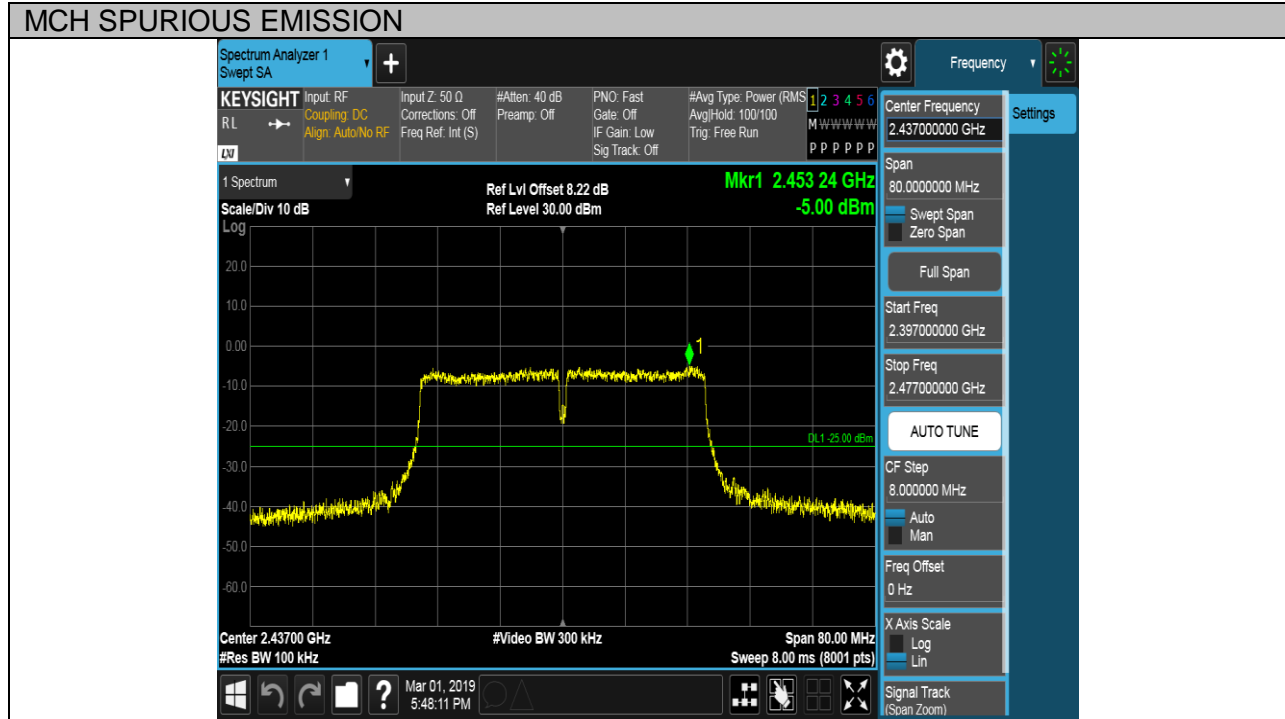 MCH SPURIOUS EMISSION
Spectrum Analyzer 1
Swept SA
+
Frequency
KEYSIGHT
RL
LXI
Input: RF
Coupling: DC
Align: Auto/No RF
Input Z: 50 Ω
Corrections: Off
Freq Ref: Int (S)
#Atten: 40 dB
Preamp: Off
PNO: Fast
Gate: Off
IF Gain: Low
Sig Track: Off
#Avg Type: Power (RMS
Avg|Hold: 100/100
Trig: Free Run
1 2 3 4 5 6
M W W W W W
P P P P P P
1 Spectrum
Scale/Div 10 dB
Ref Lvl Offset 8.22 dB
Ref Level 30.00 dBm
Mkr1 2.453 24 GHz
-5.00 dBm
Log
20.0
10.0
0.00
-10.0
-20.0
-30.0
-40.0
-50.0
-60.0
1
DL1 -25.00 dBm
Center 2.43700 GHz
#Res BW 100 kHz
#Video BW 300 kHz
Span 80.00 MHz
Sweep 8.00 ms (8001 pts)
?
Mar 01, 2019
5:48:11 PM
Center Frequency
2.437000000 GHz
Settings
Span
80.0000000 MHz
Swept Span
Zero Span
Full Span
Start Freq
2.397000000 GHz
Stop Freq
2.477000000 GHz
AUTO TUNE
CF Step
8.000000 MHz
Auto
Man
Freq Offset
0 Hz
X Axis Scale
Log
Lin
Signal Track
(Span Zoom)